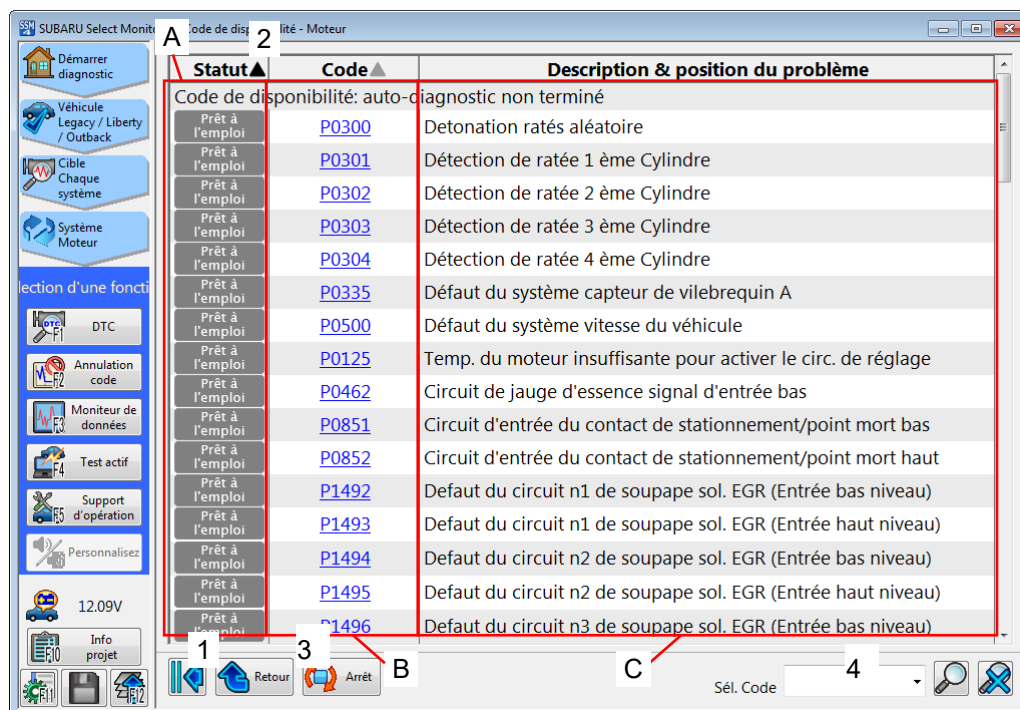 SUBARU Select Monit
Code de disp
lité - Moteur
A
2
Démarrer
diagnostic
Véhicule
Legacy / Liberty
/ Outback
Cible
Chaque
système
Système
Moteur
lection d'une foncti
DTC
F1
DTC
Annulation
code
F2
Moniteur de
données
F3
Test actif
F4
Support
d'opération
F5
Personnalisez
12.09V
Info
projet
F10
F11
F12
Statut▲ Code▲ Description & position du problème
Code de disponibilité: auto-diagnostic non terminé
Prêt à
l'emploi
P0300 Detonation ratés aléatoire
Prêt à
l'emploi
P0301 Détection de ratée 1 ème Cylindre
Prêt à
l'emploi
P0302 Détection de ratée 2 ème Cylindre
Prêt à
l'emploi
P0303 Détection de ratée 3 ème Cylindre
Prêt à
l'emploi
P0304 Détection de ratée 4 ème Cylindre
Prêt à
l'emploi
P0335 Défaut du système capteur de vilebrequin A
Prêt à
l'emploi
P0500 Défaut du système vitesse du véhicule
Prêt à
l'emploi
P0125 Temp. du moteur insuffisante pour activer le circ. de réglage
Prêt à
l'emploi
P0462 Circuit de jauge d'essence signal d'entrée bas
Prêt à
l'emploi
P0851 Circuit d'entrée du contact de stationnement/point mort bas
Prêt à
l'emploi
P0852 Circuit d'entrée du contact de stationnement/point mort haut
Prêt à
l'emploi
P1492 Defaut du circuit n1 de soupape sol. EGR (Entrée bas niveau)
Prêt à
l'emploi
P1493 Defaut du circuit n1 de soupape sol. EGR (Entrée haut niveau)
Prêt à
l'emploi
P1494 Defaut du circuit n2 de soupape sol. EGR (Entrée bas niveau)
Prêt à
l'emploi
P1495 Defaut du circuit n2 de soupape sol. EGR (Entrée haut niveau)
Prêt à
l'emploi
P1496 Defaut du circuit n3 de soupape sol. EGR (Entrée bas niveau)
1
3
B
C
4
Retour
Arrêt
Sél. Code